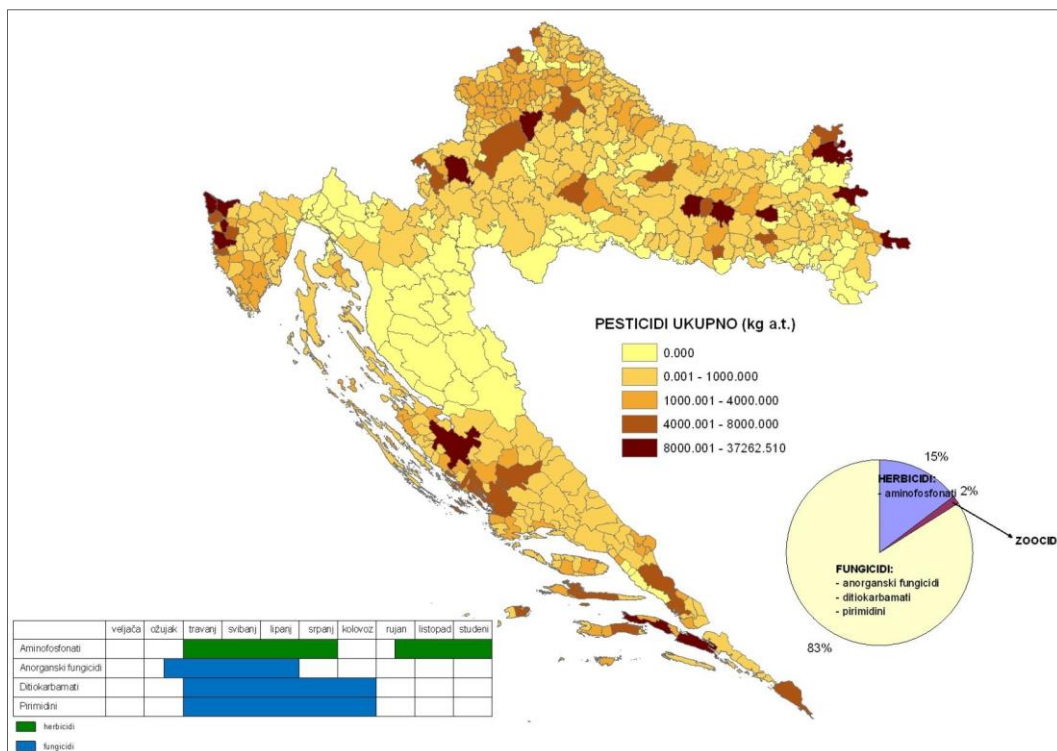 PESTICIDI UKUPNO (kg a.t.)
0.000
0.001 - 1000.000
1000.001 - 4000.000
4000.001 - 8000.000
8000.001 - 37262.510
15%
HERBICIDI:
- aminofosfonati
2%
ZOOCIDI
FUNGICIDI:
- anorganski fungicidi
- ditiokarbamati
- pirimidini
83%
veljača ožujak travanj svibanj lipanj srpanj kolovoz rujan listopad studeni
Aminofosfonati
Anorganski fungicidi
Ditiokarbamati
Pirimidini
herbicidi
fungicidi